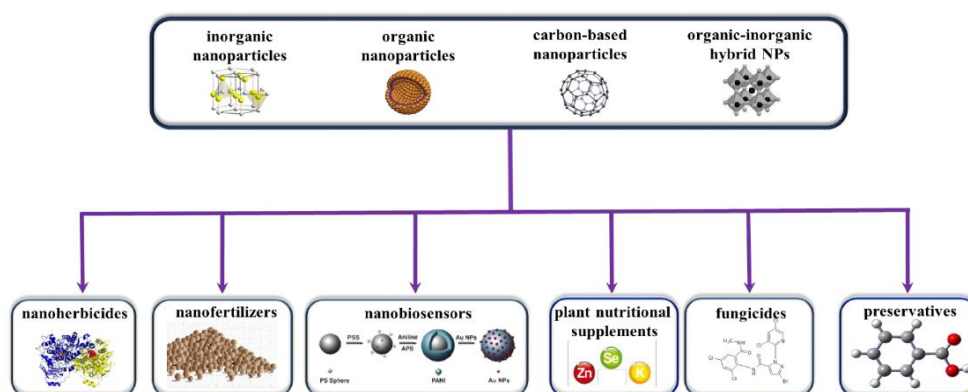 inorganic
nanoparticles
organic
nanoparticles
carbon-based
nanoparticles
organic-inorganic
hybrid NPs
nanoherbicides
nanofertilizers
nanobiosensors
PSS
Aniline
APS
Au NPs
PS Sphere
PANI
Au NPs
plant nutritional
supplements
Zn
Se
K
fungicides
preservatives